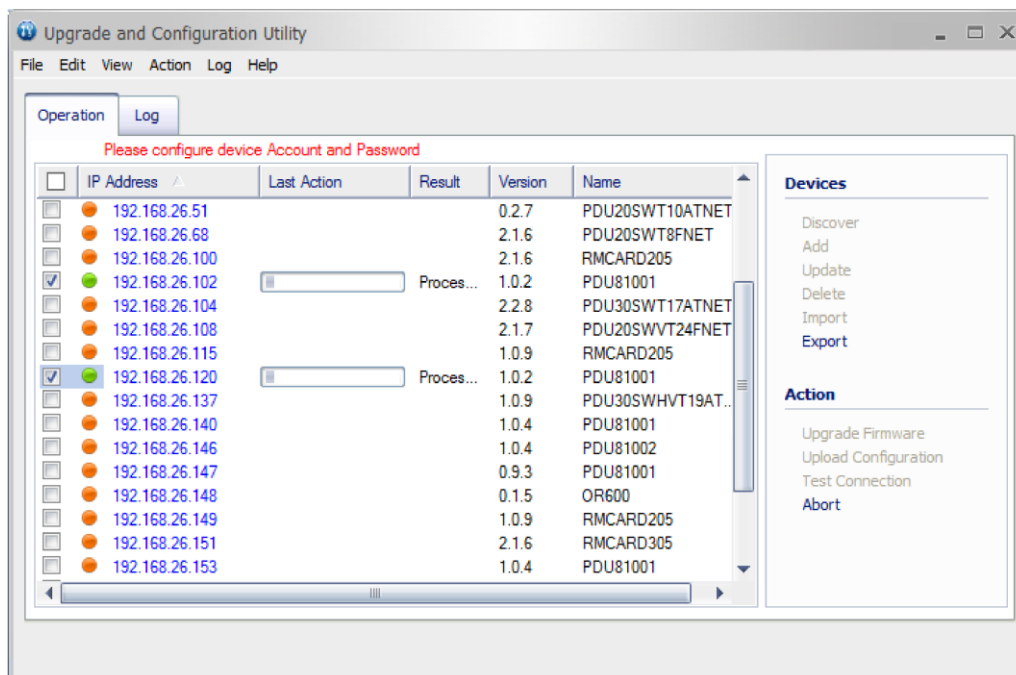 Upgrade and Configuration Utility
File Edit View Action Log Help
Operation Log
Please configure device Account and Password
IP Address Last Action Result Version Name
192.168.26.51 0.2.7 PDU20SWT10ATNET
192.168.26.68 2.1.6 PDU20SWT8FNET
192.168.26.100 2.1.6 RMCARD205
192.168.26.102 Proces... 1.0.2 PDU81001
192.168.26.104 2.2.8 PDU30SWT17ATNET
192.168.26.108 2.1.7 PDU20SWVT24FNET
192.168.26.115 1.0.9 RMCARD205
192.168.26.120 Proces... 1.0.2 PDU81001
192.168.26.137 1.0.9 PDU30SWHVT19AT...
192.168.26.140 1.0.4 PDU81001
192.168.26.146 1.0.4 PDU81002
192.168.26.147 0.9.3 PDU81001
192.168.26.148 0.1.5 OR600
192.168.26.149 1.0.9 RMCARD205
192.168.26.151 2.1.6 RMCARD305
192.168.26.153 1.0.4 PDU81001
Devices
Discover
Add
Update
Delete
Import
Export
Action
Upgrade Firmware
Upload Configuration
Test Connection
Abort